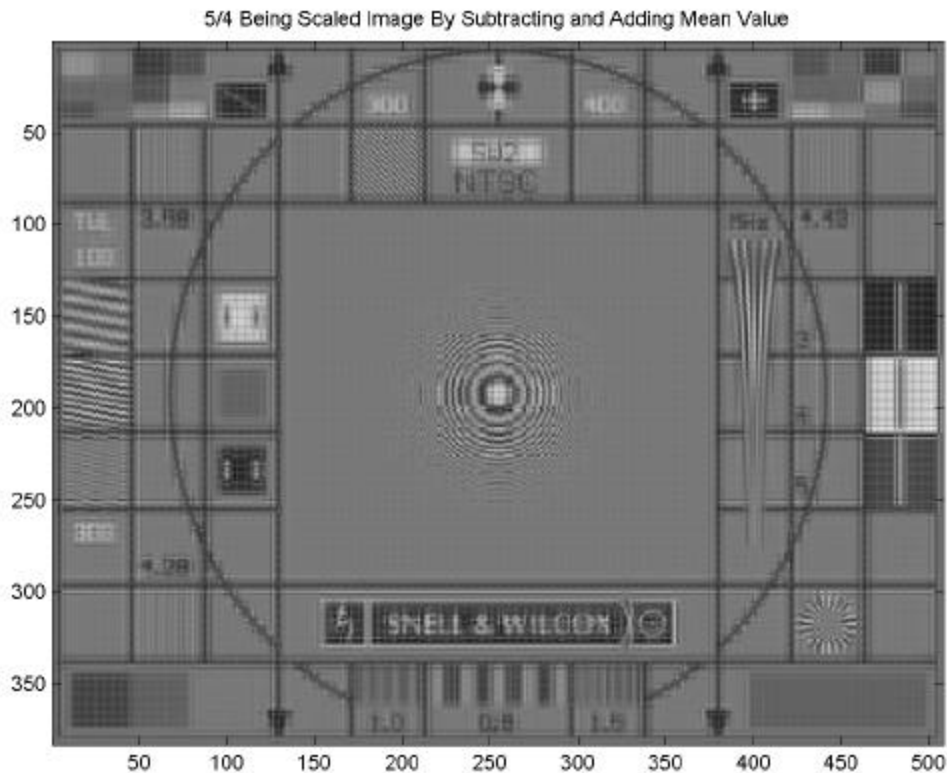 5/4 Being Scaled Image By Subtracting and Adding Mean Value
300 400
50
SW2
NTSC
100
3.58 MHz 4.43
100
150
3
200
4
250
5
300
4.28
300
SNELL & WILCOX
350
1.0 1.5
50 100 150 200 250 300 350 400 450 500